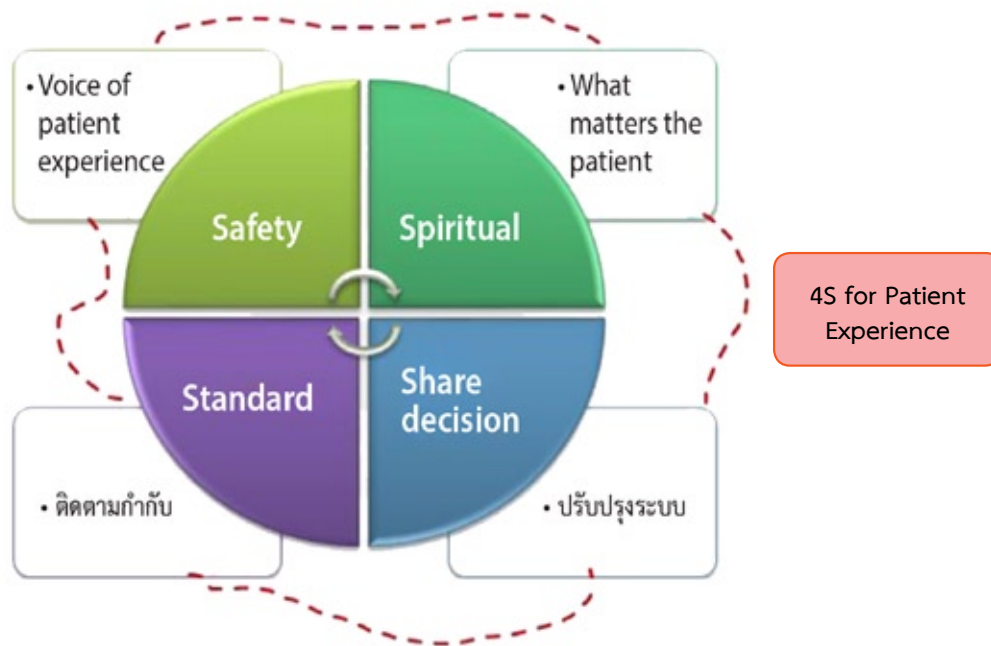 • Voice of
patient
experience
• What
matters the
patient
Safety
Spiritual
4S for Patient
Experience
Standard
Share
decision
• ติดตามกำกับ
• ปรับปรุงระบบ